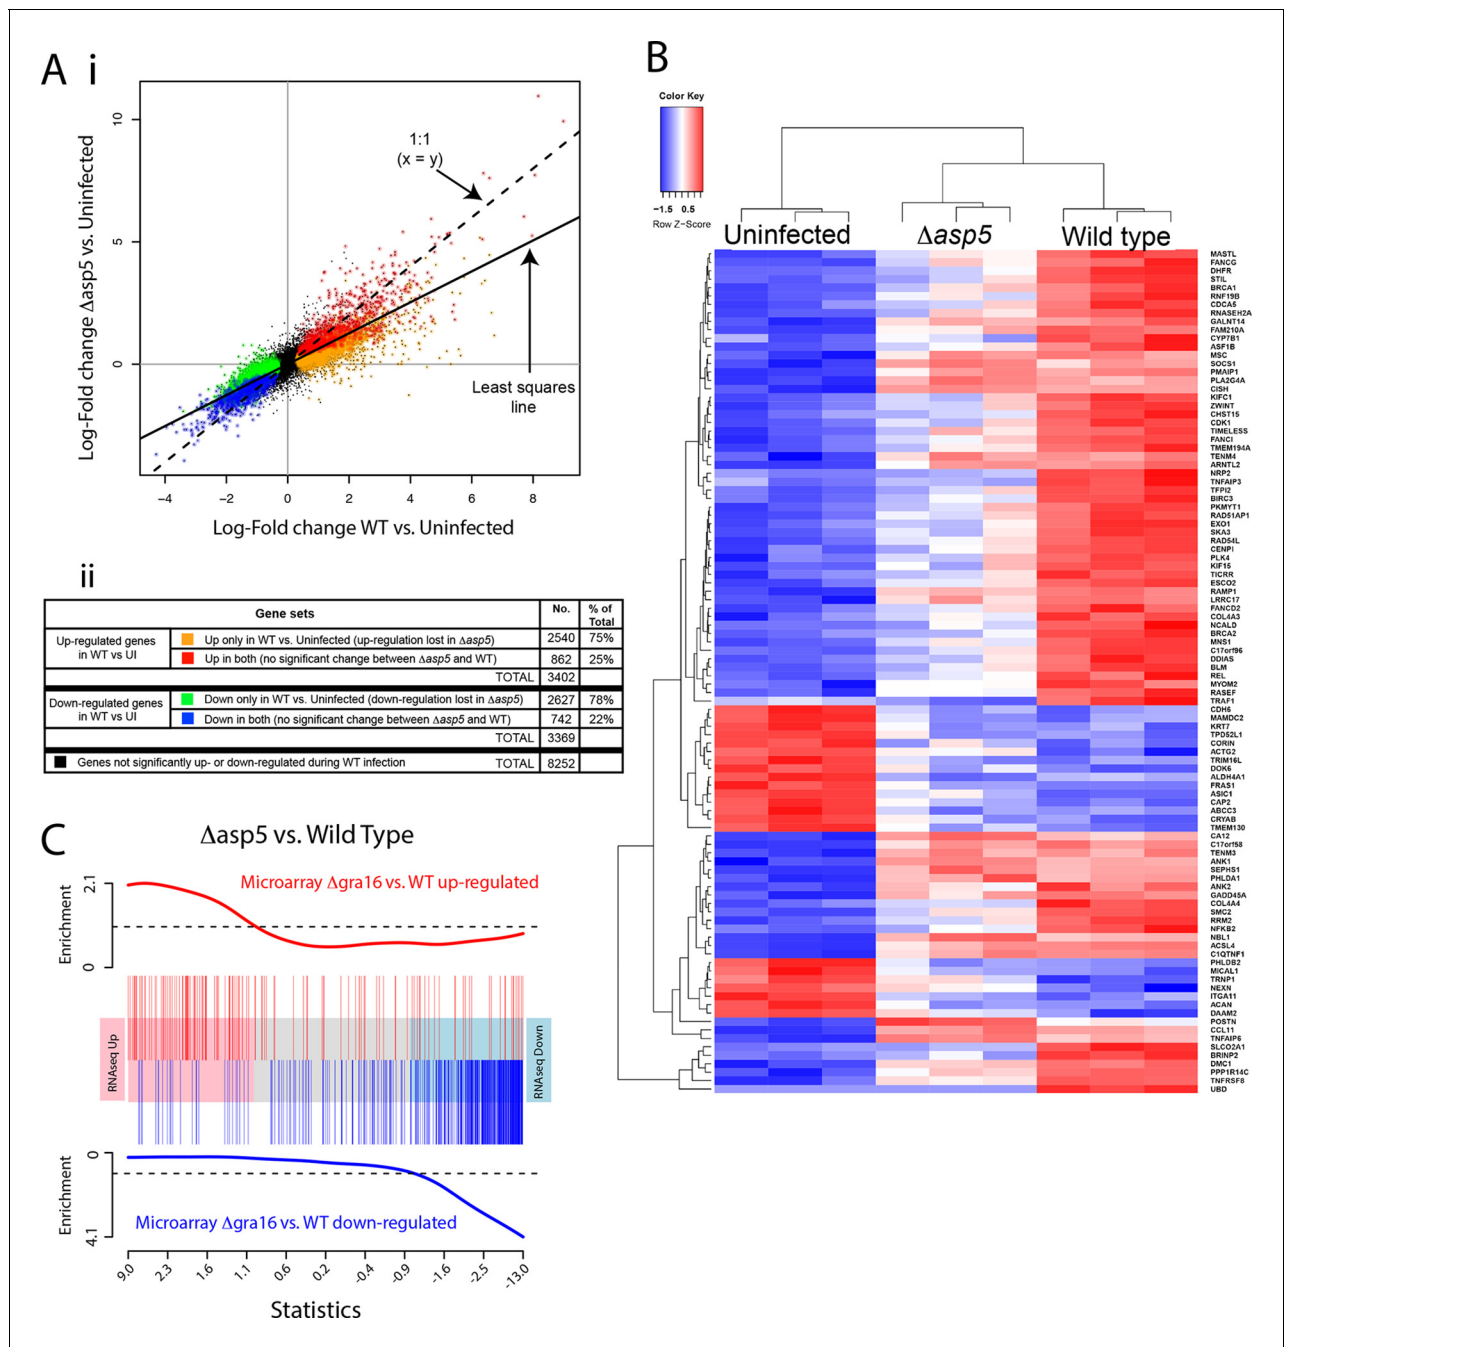 A i
Log-Fold change Δasp5 vs. Uninfected
10
5
0
1:1
(x = y)
Least squares
line
−4 −2 0 2 4 6 8
Log-Fold change WT vs. Uninfected
ii
Gene sets No. % of Total
Up-regulated genes in WT vs UI
Up only in WT vs. Uninfected (up-regulation lost in Δasp5) 2540 75%
Up in both (no significant change between Δasp5 and WT) 862 25%
TOTAL 3402
Down-regulated genes in WT vs UI
Down only in WT vs. Uninfected (down-regulation lost in Δasp5) 2627 78%
Down in both (no significant change between Δasp5 and WT) 742 22%
TOTAL 3369
Genes not significantly up- or down-regulated during WT infection TOTAL 8252
B
Color Key
−1.5 0.5
Row Z−Score
Uninfected Δasp5 Wild type
MASTL
FANCG
DHFR
STIL
BRCA1
RNF19B
CDCA5
RNASEH2A
GALNT14
FAM210A
CYP7B1
ASF1B
MSC
SOCS1
PMAIP1
PLA2G4A
CISH
KIFC1
ZWINT
CHST15
CDK1
TIMELESS
FANCI
TMEM194A
TENM4
ARNTL2
NRP2
TNFAIP3
TFPI2
BIRC3
PKMYT1
RAD51AP1
EXO1
SKA3
RAD54L
CENPI
PLK4
KIF15
TICRR
ESCO2
RAMP1
LRRC17
FANCD2
COL4A3
NCALD
BRCA2
MNS1
C17orf96
DDIAS
BLM
REL
MYOM2
RASEF
TRAF1
CDH6
MAMDC2
KRT7
TPD52L1
CORIN
ACTG2
TRIM16L
DOK6
ALDH4A1
FRAS1
ASIC1
CAP2
ABCC3
CRYAB
TMEM130
CA12
C17orf58
TENM3
ANK1
SEPHS1
PHLDA1
ANK2
GADD45A
COL4A4
SMC2
RRM2
NFKB2
NBL1
ACSL4
C1QTNF1
PHLDB2
MICAL1
TRNP1
NEXN
ITGA11
ACAN
DAAM2
POSTN
CCL11
TNFAIP6
SLCO2A1
BRINP2
DMC1
PPP1R14C
TNFRSF8
UBD
C
Δasp5 vs. Wild Type
Microarray Δgra16 vs. WT up-regulated
Enrichment
2.1
0
RNAseq Up
RNAseq Down
Enrichment
0
4.1
Microarray Δgra16 vs. WT down-regulated
9.0 2.3 1.6 1.1 0.6 0.2 -0.4 -0.9 -1.6 -2.5 -13.0
Statistics